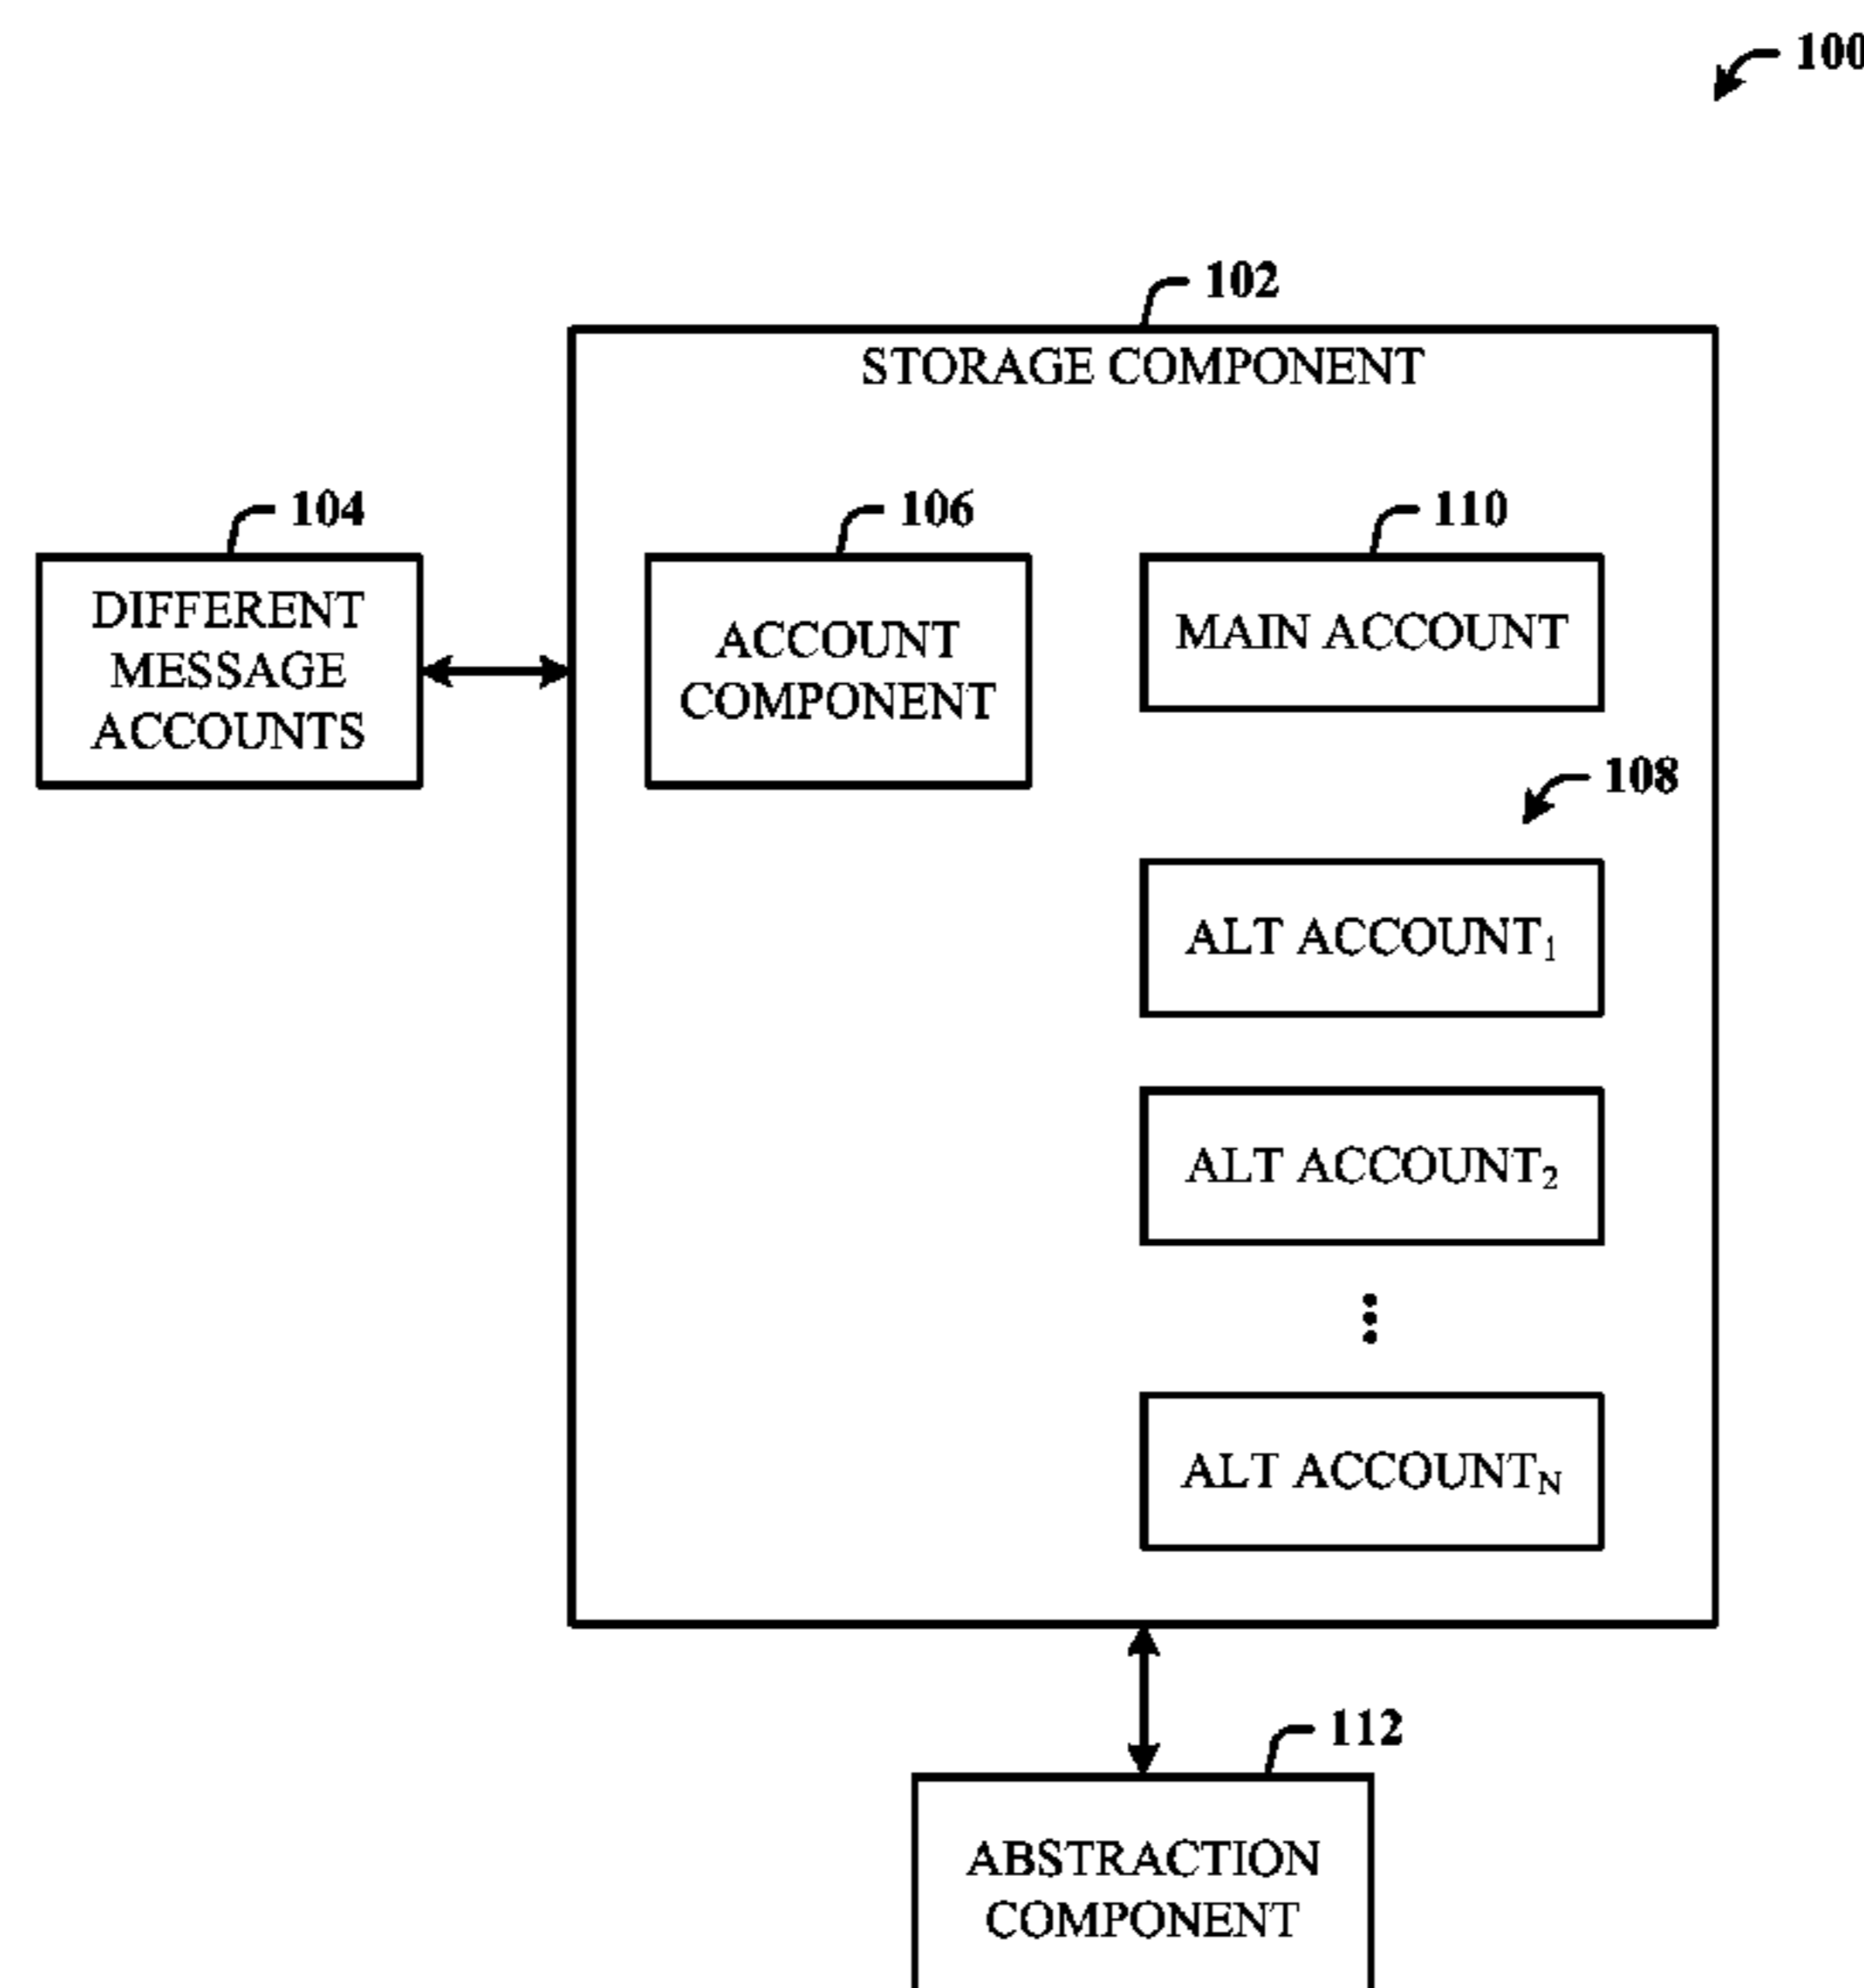 100
102
STORAGE COMPONENT
104
106
110
DIFFERENT
MESSAGE
ACCOUNTS
ACCOUNT
COMPONENT
MAIN ACCOUNT
108
ALT ACCOUNT₁
ALT ACCOUNT₂
ALT ACCOUNT_N
112
ABSTRACTION
COMPONENT